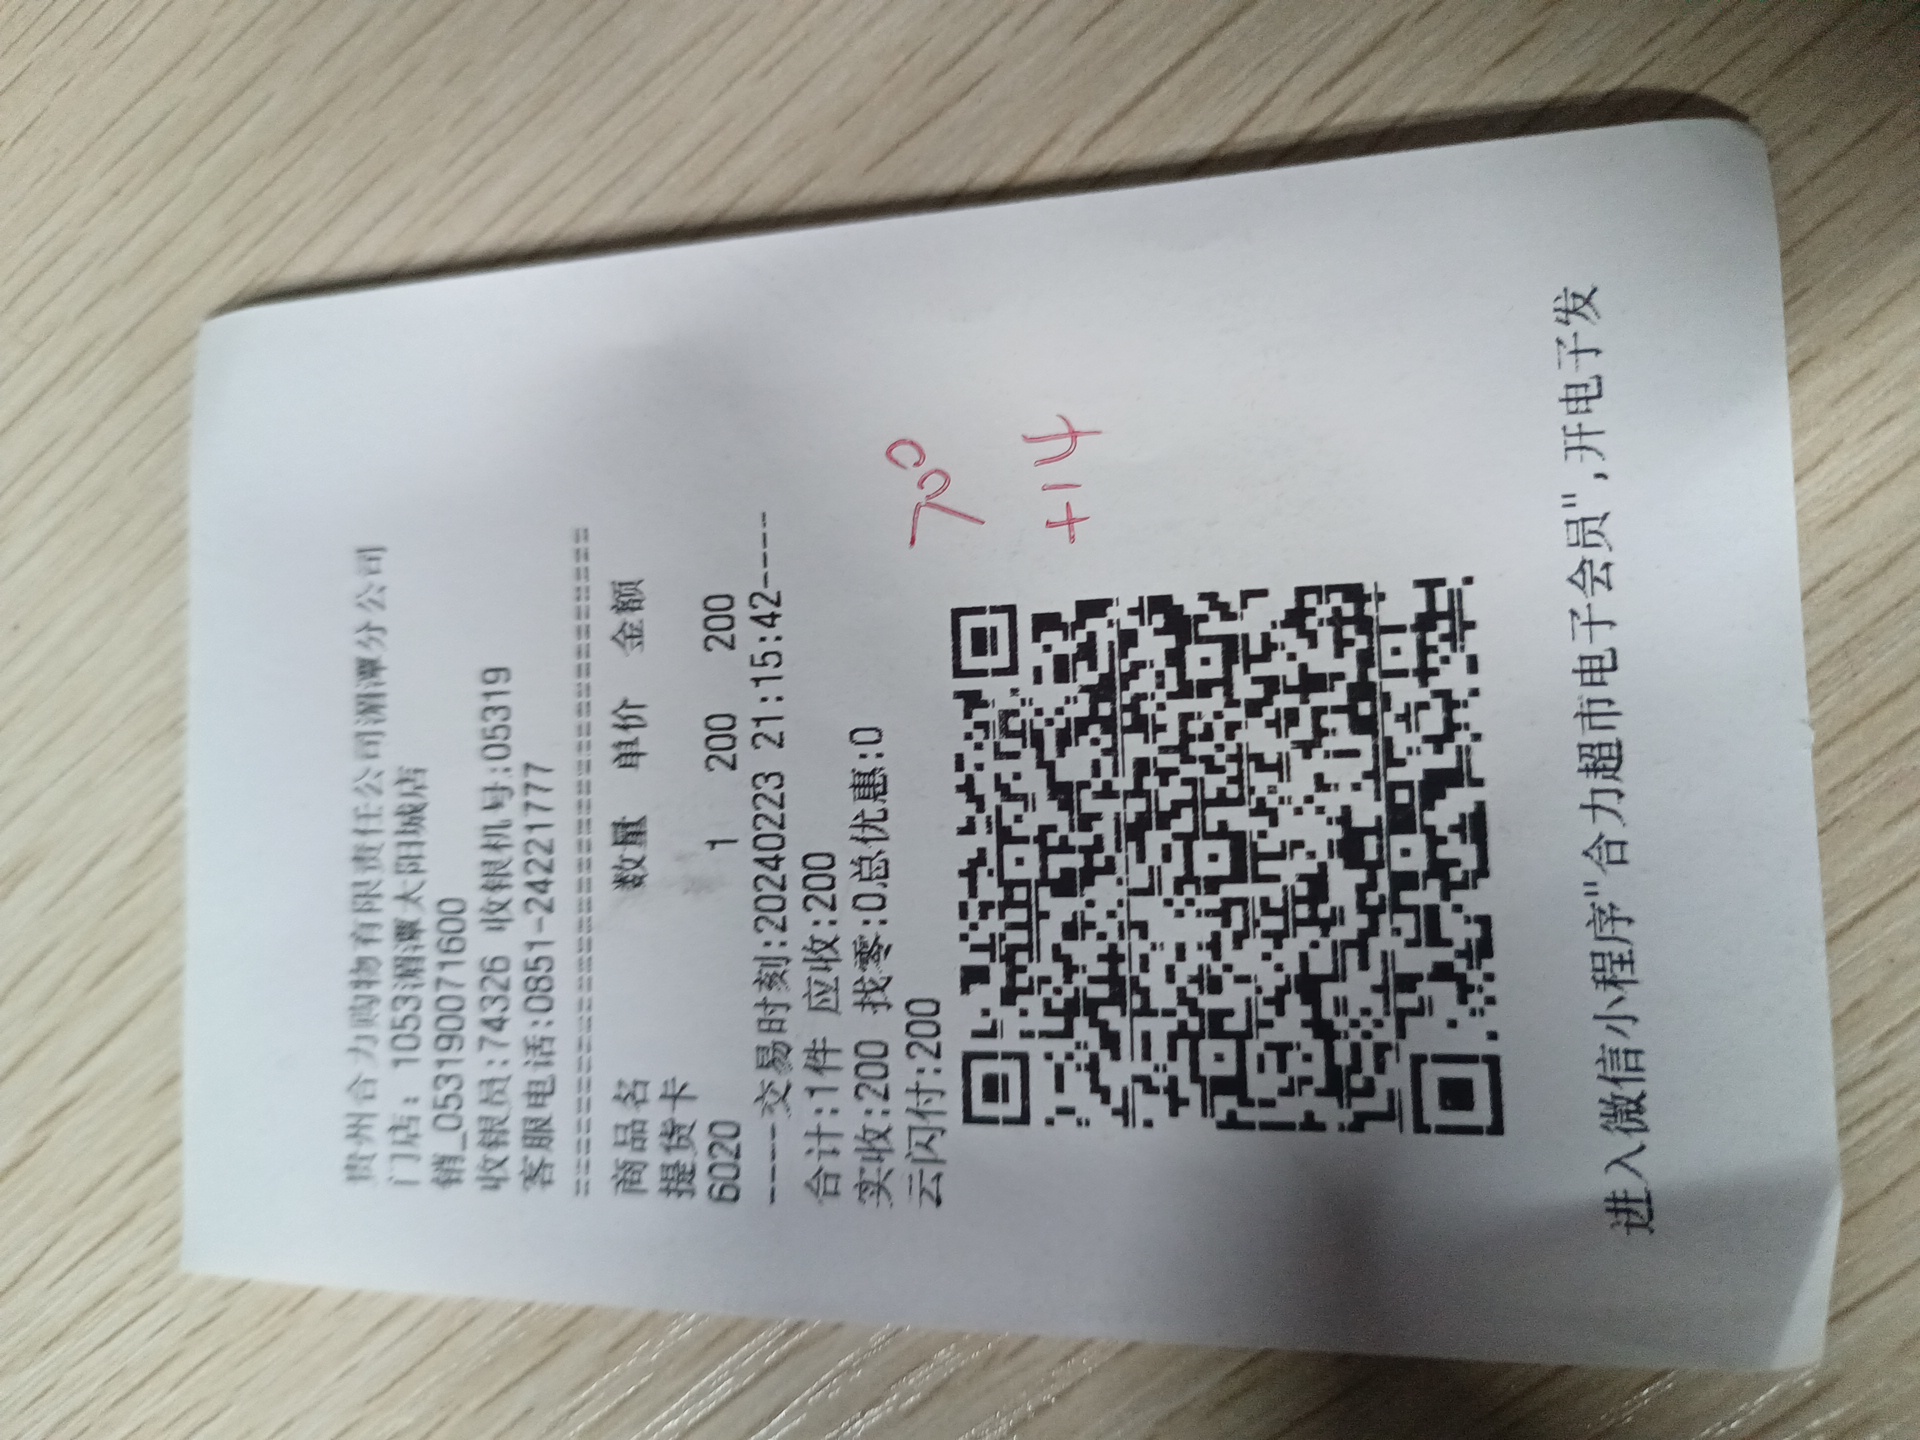 贵州合力购物有限责任公司湄潭分公司
门店: 1053湄潭太阳城店
销_053190071600
收银员:74326 收银机号:05319
客服电话:0851-24221777
商品名 数量 单价 金额
提货卡
6020 1 200 200
----交易时刻:20240223 21:15:42----
合计:1件 应收:200
实收:200 找零:0总优惠:0
云闪付:200
700
+14
进入微信小程序"合力超市电子会员",开电子发